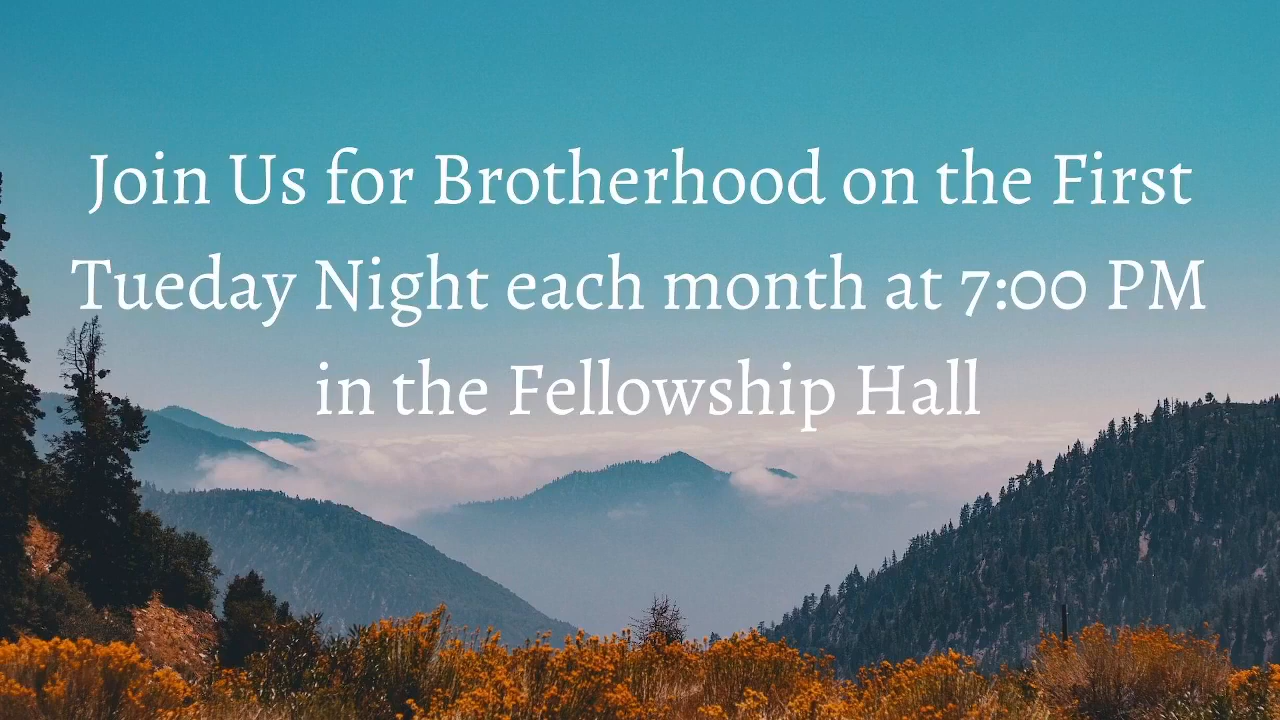 Join Us for Brotherhood on the First
Tueday Night each month at 7:00 PM
in the Fellowship Hall